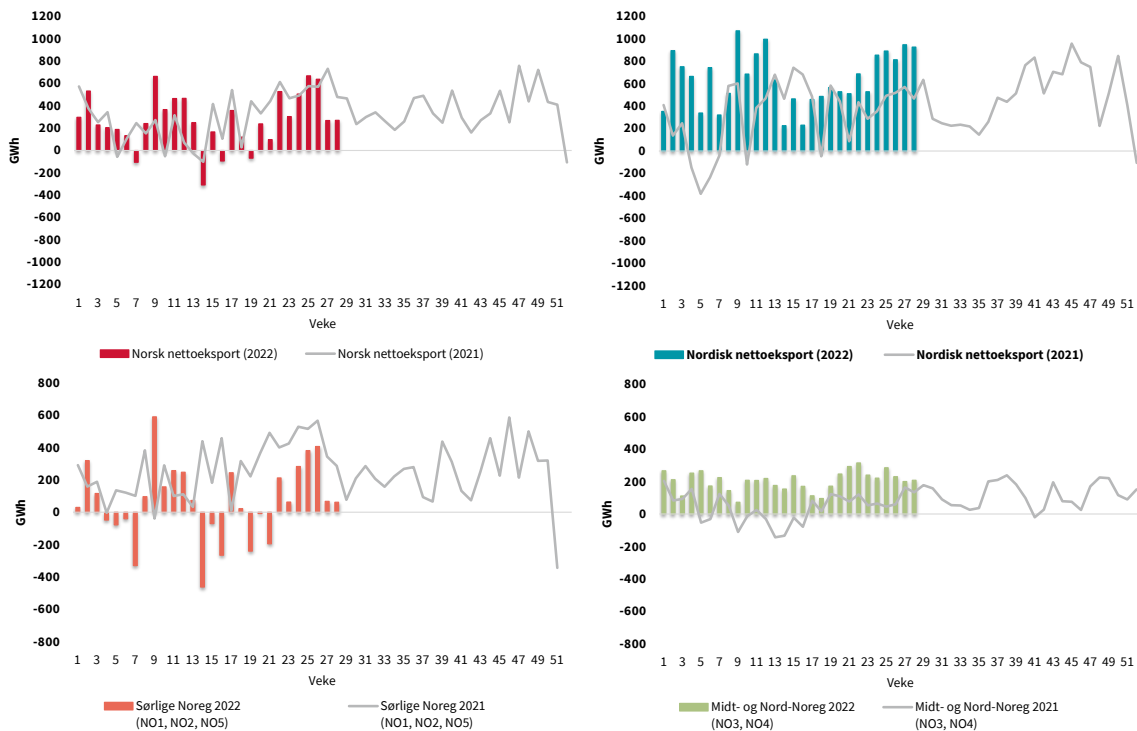 1200
1000
800
600
400
200
0
-200
-400
-600
-800
-1000
-1200
GWh
1 3 5 7 9 11 13 15 17 19 21 23 25 27 29 31 33 35 37 39 41 43 45 47 49 51
Veke
Norsk nettoeksport (2022) Norsk nettoeksport (2021)
1200
1000
800
600
400
200
0
-200
-400
-600
-800
-1000
-1200
GWh
1 3 5 7 9 11 13 15 17 19 21 23 25 27 29 31 33 35 37 39 41 43 45 47 49 51
Veke
Nordisk nettoeksport (2022) Nordisk nettoeksport (2021)
800
600
400
200
0
-200
-400
-600
-800
GWh
1 3 5 7 9 11 13 15 17 19 21 23 25 27 29 31 33 35 37 39 41 43 45 47 49 51
Veke
Sørlige Noreg 2022 Sørlige Noreg 2021
(NO1, NO2, NO5) (NO1, NO2, NO5)
800
600
400
200
0
-200
-400
-600
-800
GWh
1 3 5 7 9 11 13 15 17 19 21 23 25 27 29 31 33 35 37 39 41 43 45 47 49 51
Veke
Midt- og Nord-Noreg 2022 Midt- og Nord-Noreg 2021
(NO3, NO4) (NO3, NO4)